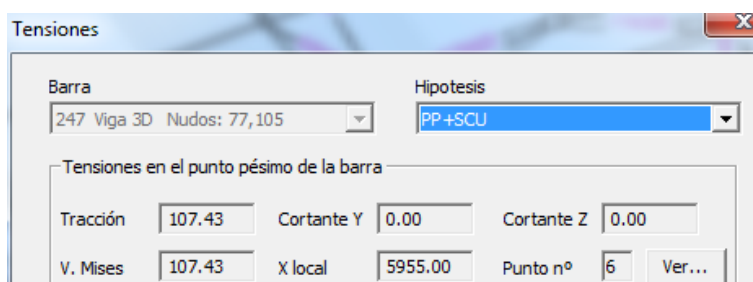 Tensiones
Barra Hipotesis
247 Viga 3D Nudos: 77,105 PP+SCU
Tensiones en el punto pésimo de la barra
Tracción 107.43 Cortante Y 0.00 Cortante Z 0.00
V. Mises 107.43 X local 5955.00 Punto nº 6 Ver...